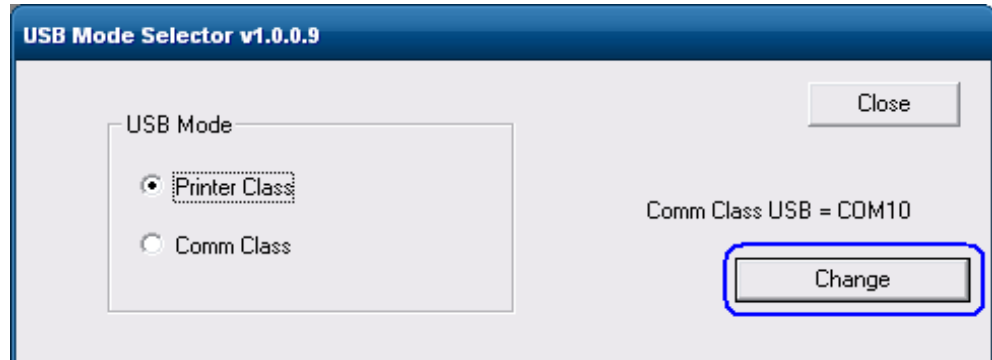 USB Mode Selector v1.0.0.9
Close
USB Mode
Printer Class
Comm Class USB = COM10
Comm Class
Change